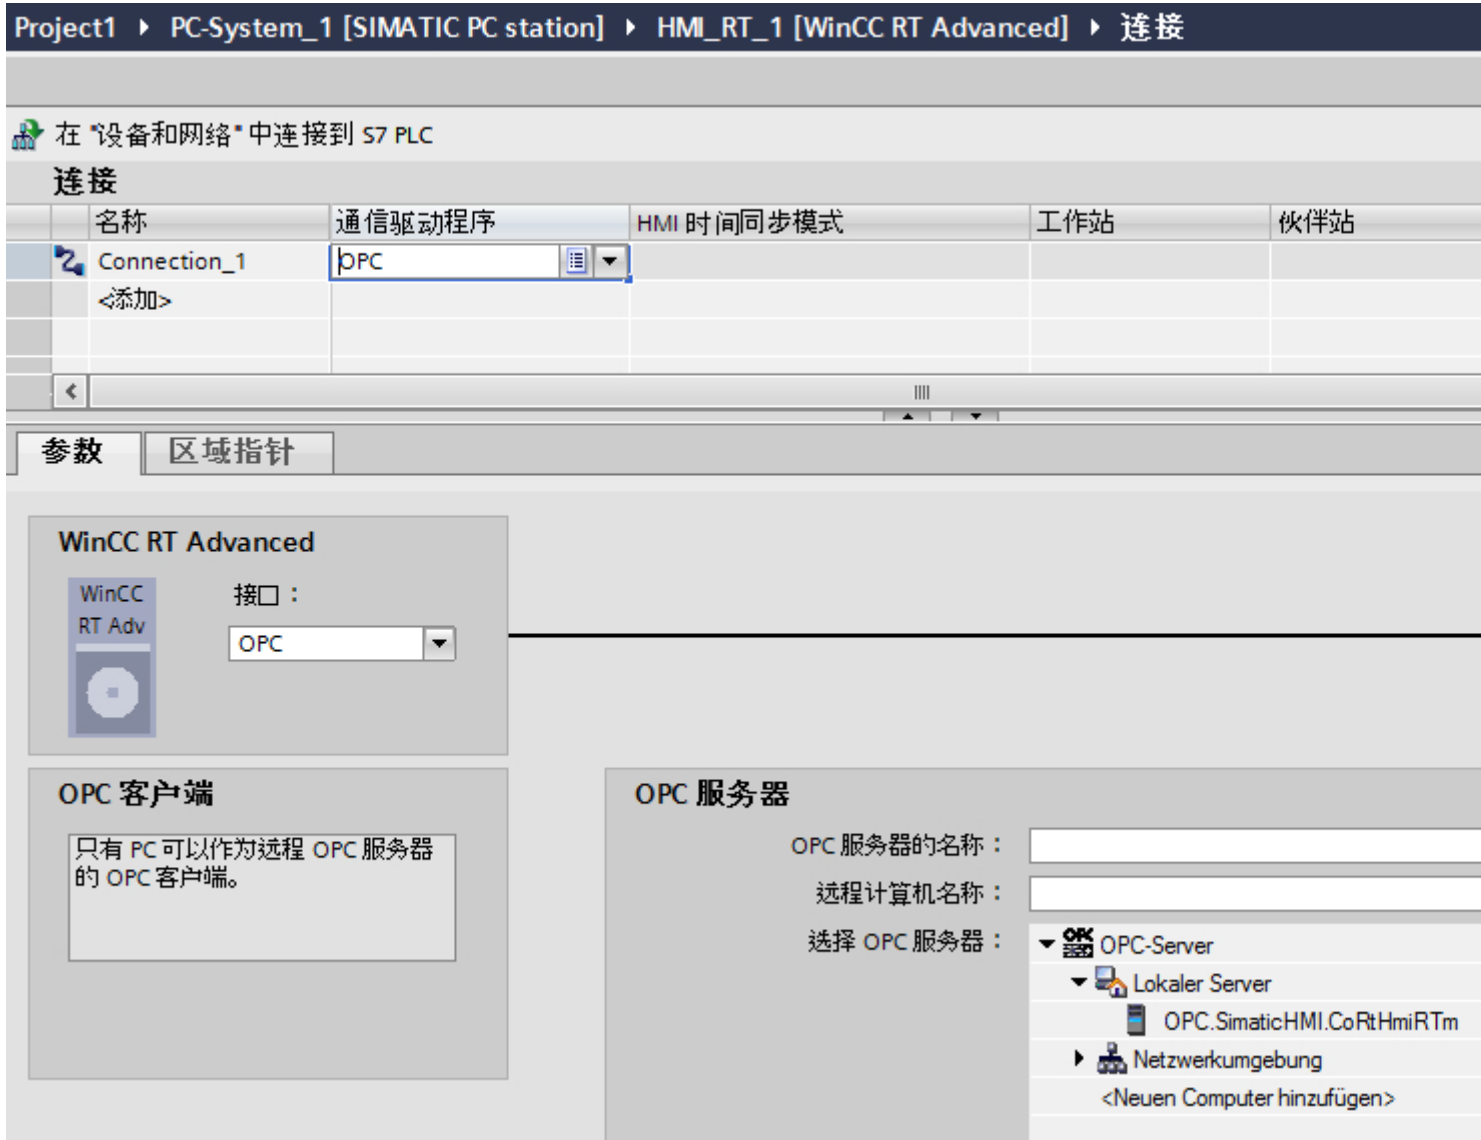 Project1 ▸ PC-System_1 [SIMATIC PC station] ▸ HMI_RT_1 [WinCC RT Advanced] ▸ 连接
在 "设备和网络" 中连接到 S7 PLC
连接
名称 通信驱动程序 HMI 时间同步模式 工作站 伙伴站
Connection_1 OPC
<添加>
参数 区域指针
WinCC RT Advanced
WinCC
RT Adv
接口：
OPC
OPC 客户端
只有 PC 可以作为远程 OPC 服务器
的 OPC 客户端。
OPC 服务器
OPC 服务器的名称：
远程计算机名称：
选择 OPC 服务器：
OPC-Server
Lokaler Server
OPC.SimaticHMI.CoRtHmiRTm
Netzwerkumgebung
<Neuen Computer hinzufügen>